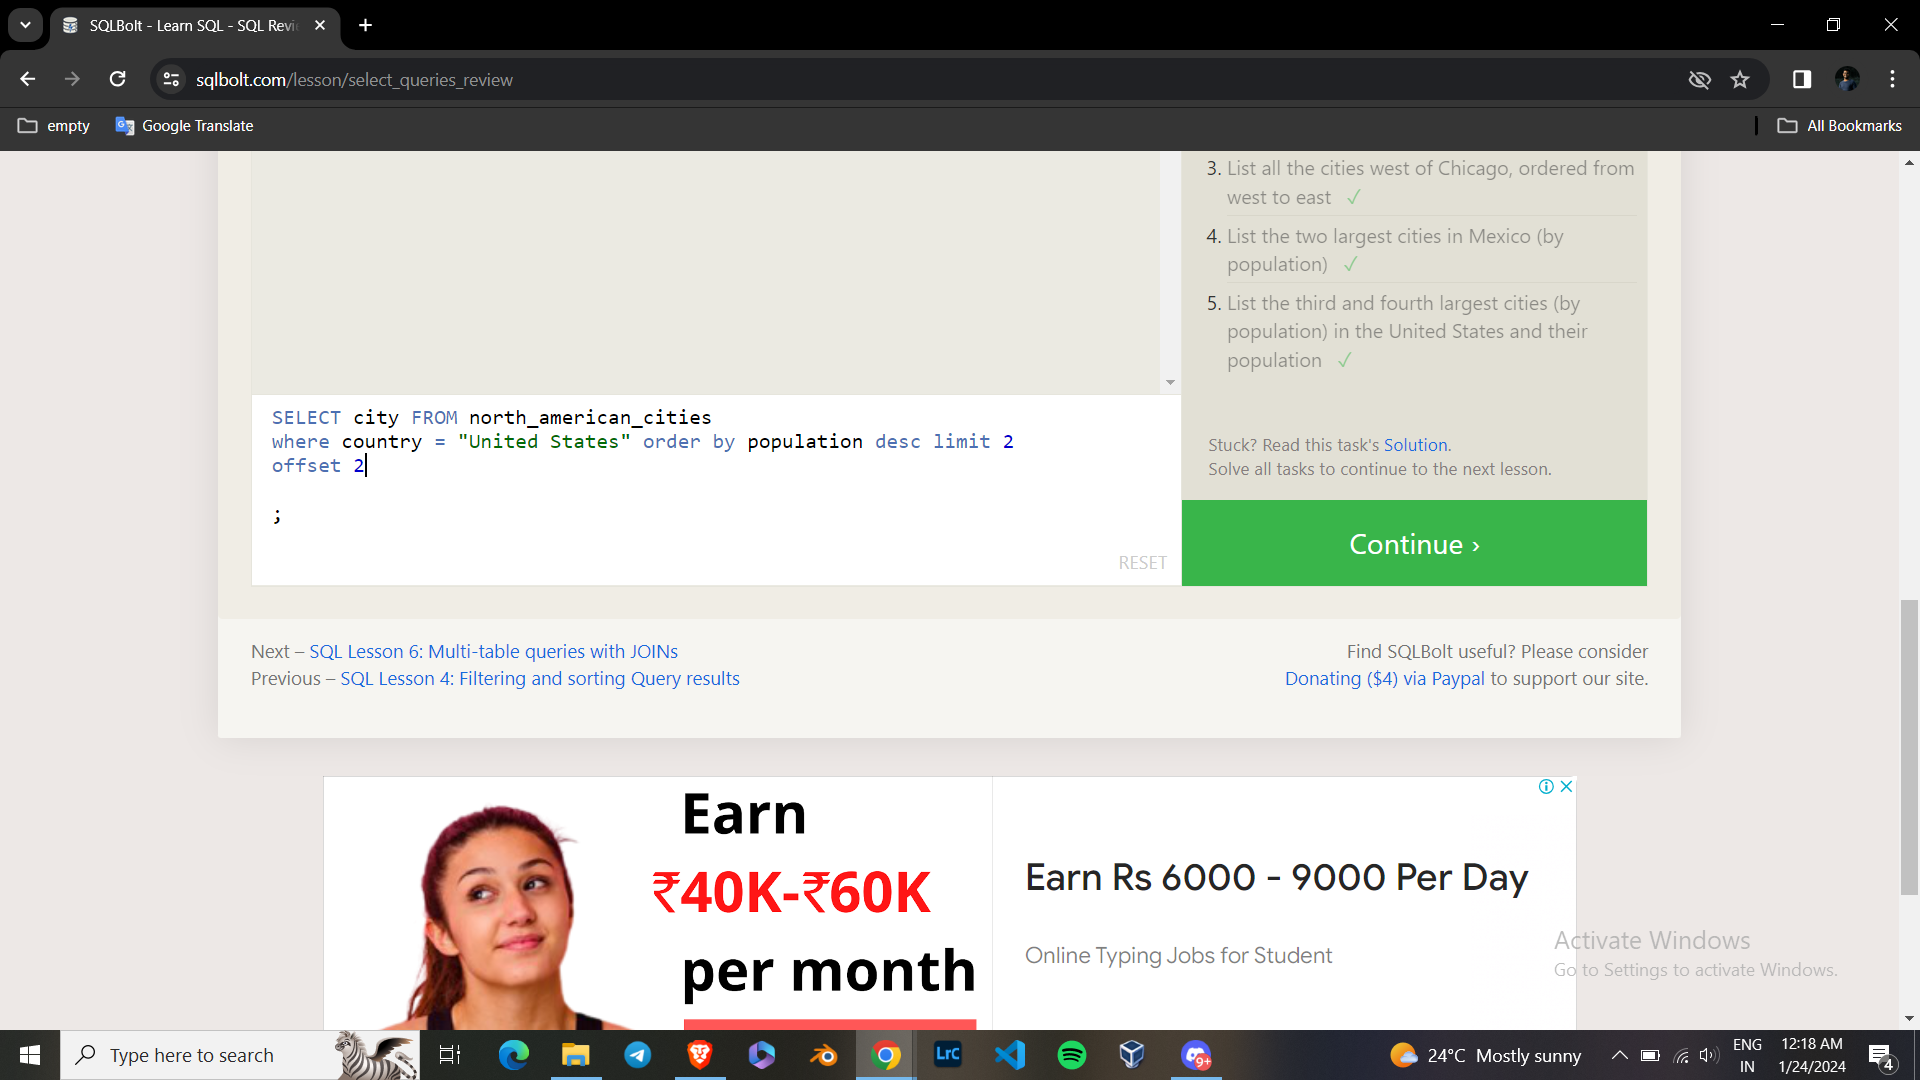 SQLBolt - Learn SQL - SQL Revi
sqlbolt.com/lesson/select_queries_review
empty
Google Translate
All Bookmarks
3. List all the cities west of Chicago, ordered from
west to east ✓
4. List the two largest cities in Mexico (by
population) ✓
5. List the third and fourth largest cities (by
population) in the United States and their
population ✓
SELECT city FROM north_american_cities
where country = "United States" order by population desc limit 2
offset 2
;
RESET
Stuck? Read this task's Solution.
Solve all tasks to continue to the next lesson.
Continue ›
Next – SQL Lesson 6: Multi-table queries with JOINs
Previous – SQL Lesson 4: Filtering and sorting Query results
Find SQLBolt useful? Please consider
Donating ($4) via Paypal to support our site.
Earn
₹40K-₹60K
per month
Earn Rs 6000 - 9000 Per Day
Online Typing Jobs for Student
Activate Windows
Go to Settings to activate Windows.
Type here to search
LrC
9+
24°C Mostly sunny
ENG
IN
12:18 AM
1/24/2024
4